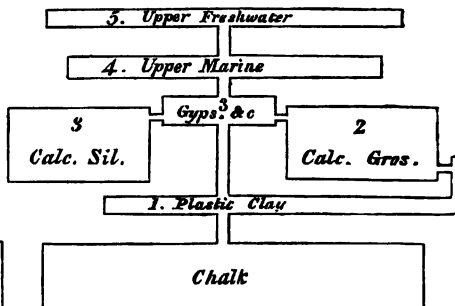 5. Upper Freshwater
4. Upper Marine
3
Gyps. &c
3
Calc. Sil.
2
Calc. Gros.
1. Plastic Clay
Chalk